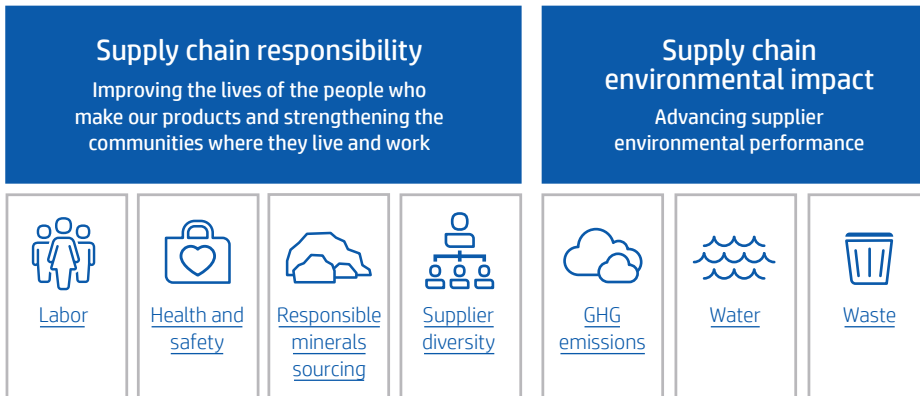 Supply chain responsibility
Improving the lives of the people who
make our products and strengthening the
communities where they live and work
Supply chain
environmental impact
Advancing supplier
environmental performance
Labor
Health and
safety
Responsible
minerals
sourcing
Supplier
diversity
GHG
emissions
Water
Waste